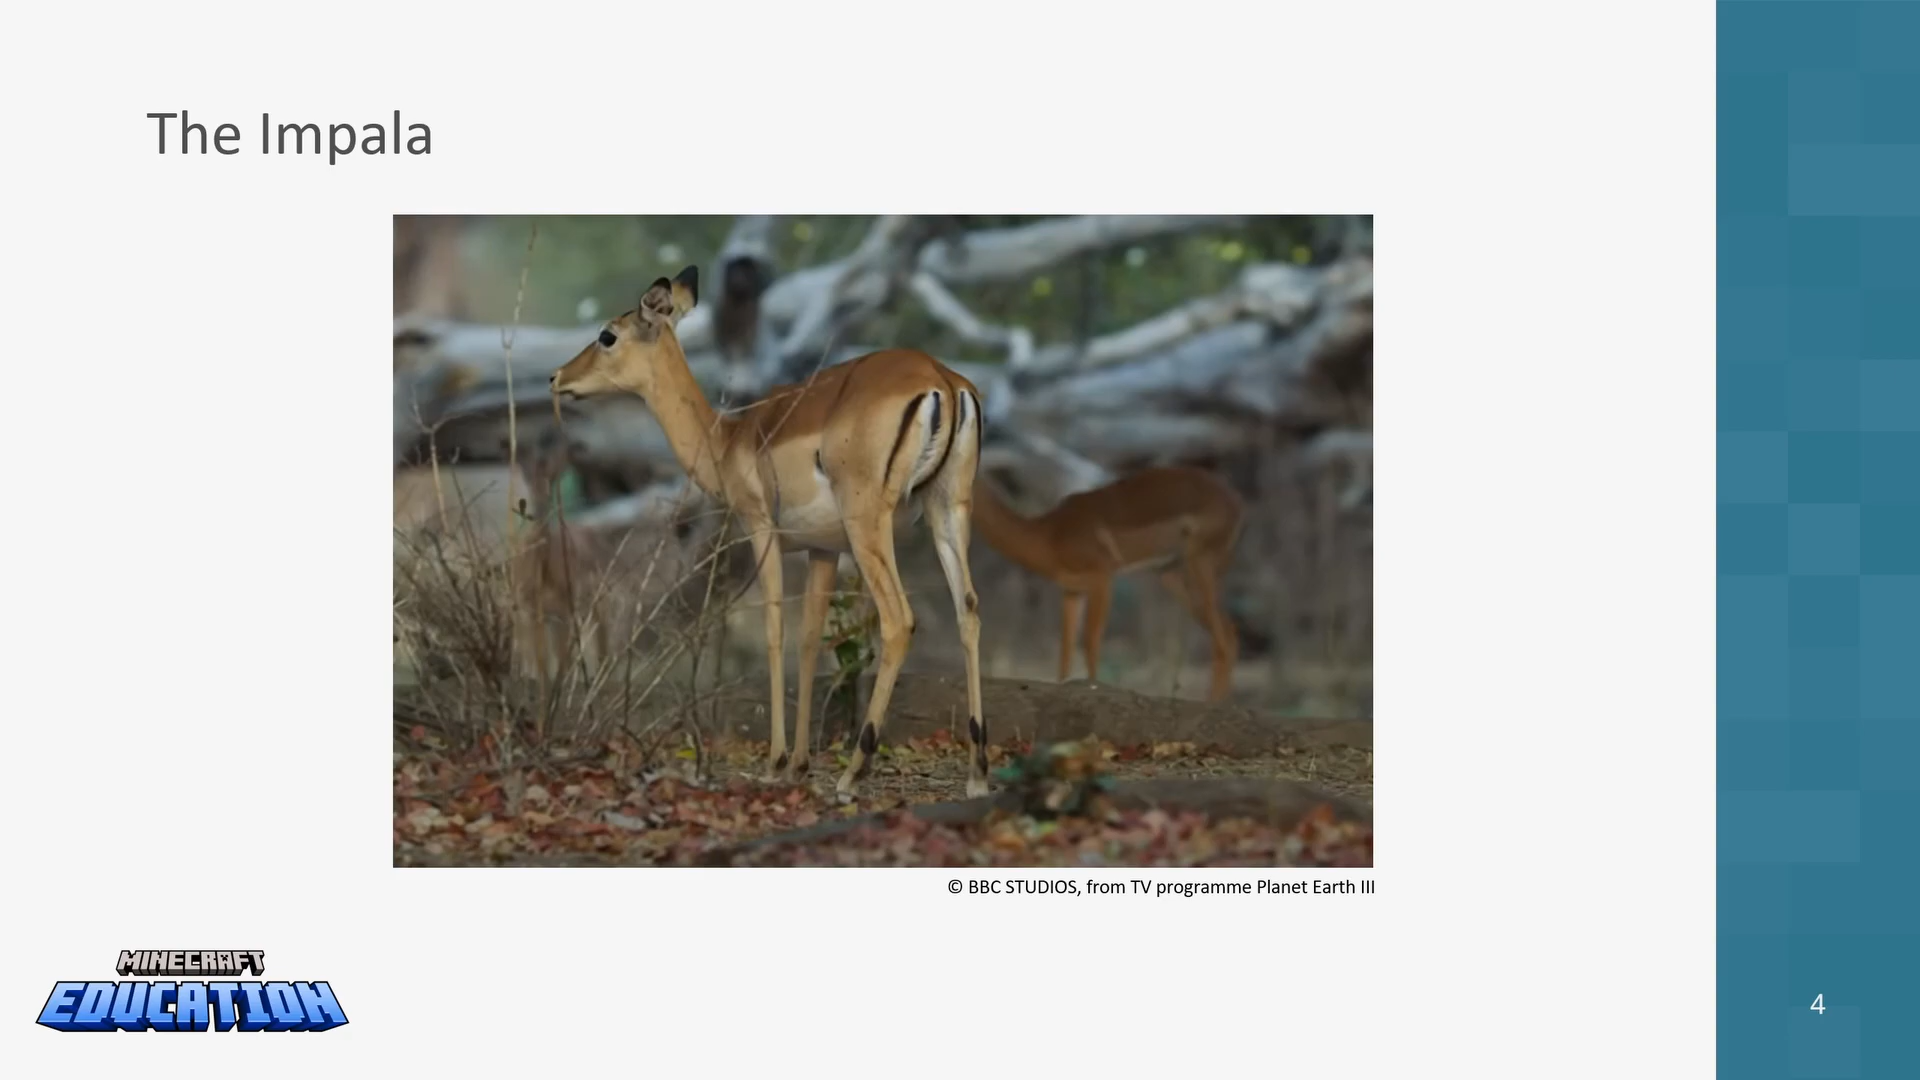 The Impala
© BBC STUDIOS, from TV programme Planet Earth III
MINECRAFT
EDUCATION
4